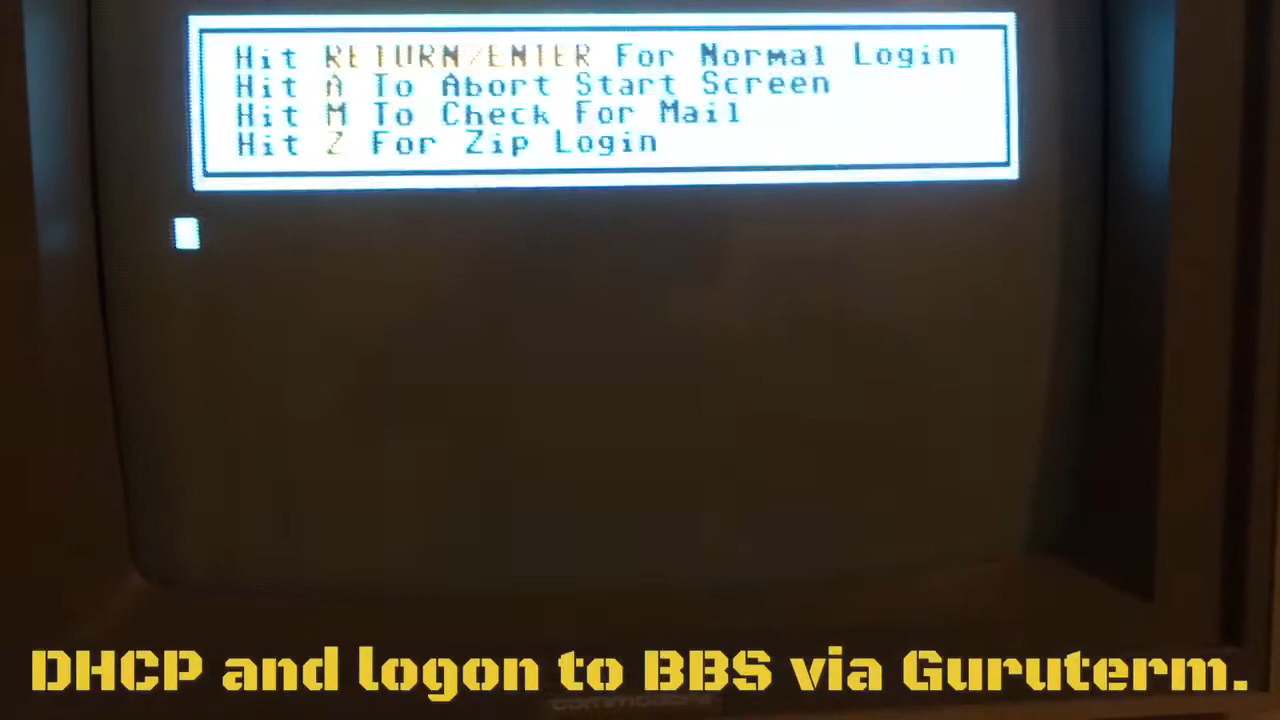 Hit RETURN/ENTER For Normal Login
Hit A To Abort Start Screen
Hit M To Check For Mail
Hit Z For Zip Login
DHCP and logon to BBS via Guruterm.
commodore